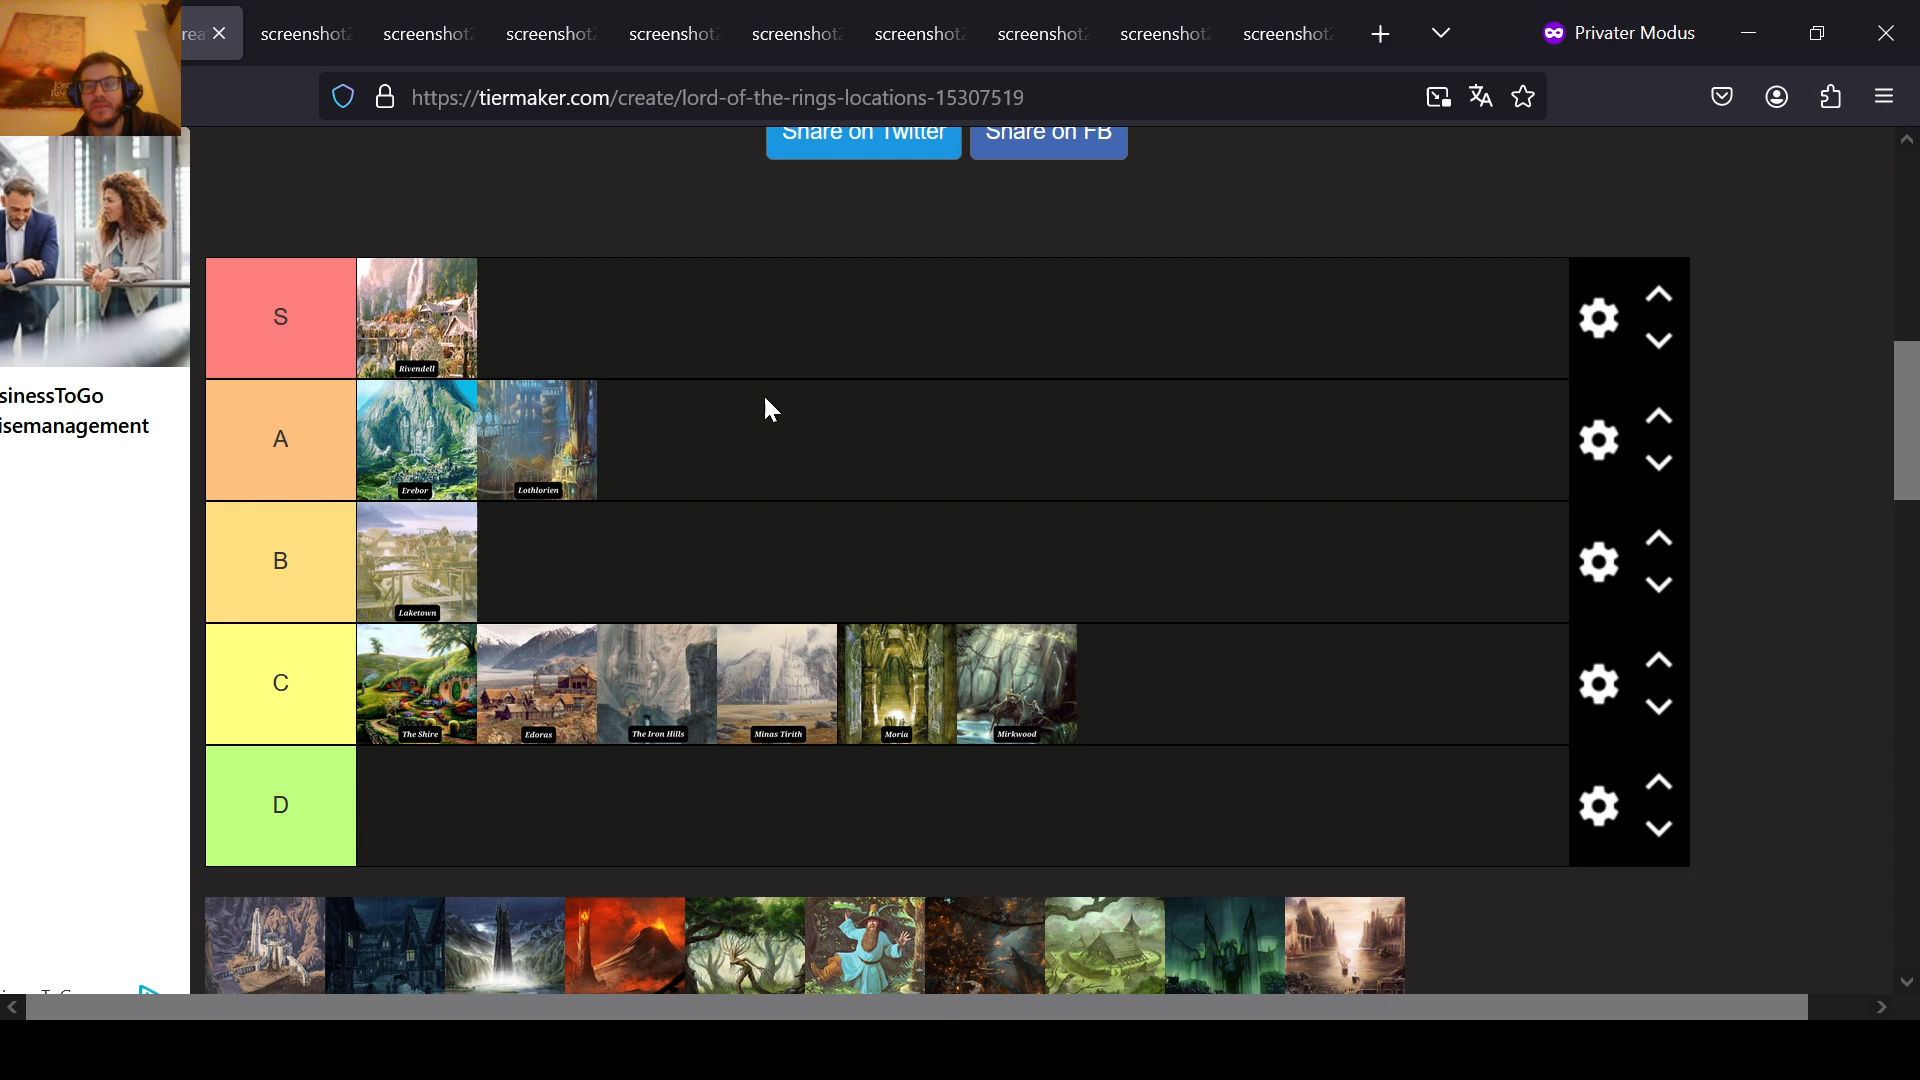 screenshot
screenshot
screenshot
screenshot
screenshot
screenshot
screenshot
screenshot
screenshot
Privater Modus
https://tiermaker.com/create/lord-of-the-rings-locations-15307519
Share on Twitter
Share on FB
sinessToGo
isemanagement
S
Rivendell
A
Erebor
Lothlorien
B
Laketown
C
The Shire
Edoras
The Iron Hills
Minas Tirith
Moria
Mirkwood
D